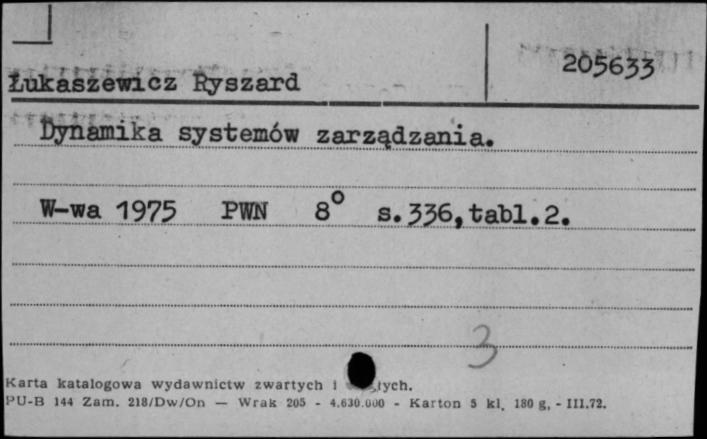 205633
Łukaszewicz Ryszard
Dynamika systemów zarządzania.
W-wa 1975 PWN 8° s.336,tabl.2.
3
Karta katalogowa wydawnictw zwartych i
PU-B 144 Zam. 218/Dw/On — Wrak 205 - 4.630.000 - Karton 5 kl. 180 g, - III.72.